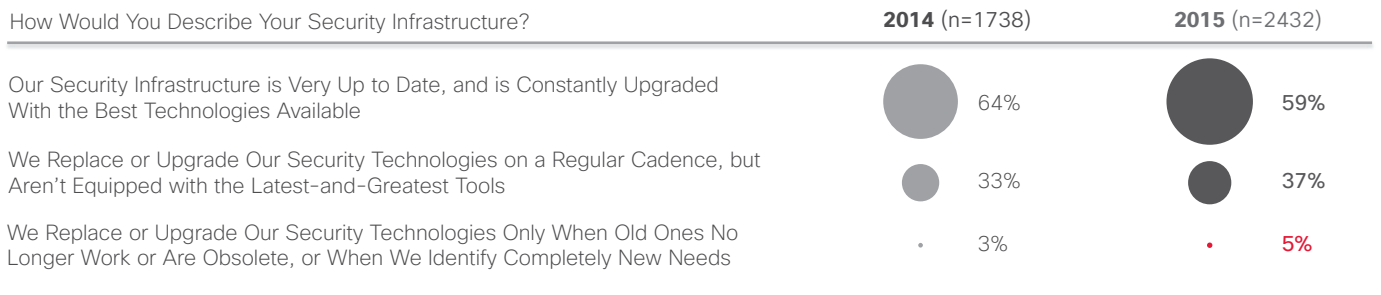 How Would You Describe Your Security Infrastructure? 2014 (n=1738) 2015 (n=2432)
Our Security Infrastructure is Very Up to Date, and is Constantly Upgraded
With the Best Technologies Available
64% 59%
We Replace or Upgrade Our Security Technologies on a Regular Cadence, but
Aren't Equipped with the Latest-and-Greatest Tools
33% 37%
We Replace or Upgrade Our Security Technologies Only When Old Ones No
Longer Work or Are Obsolete, or When We Identify Completely New Needs
3% 5%